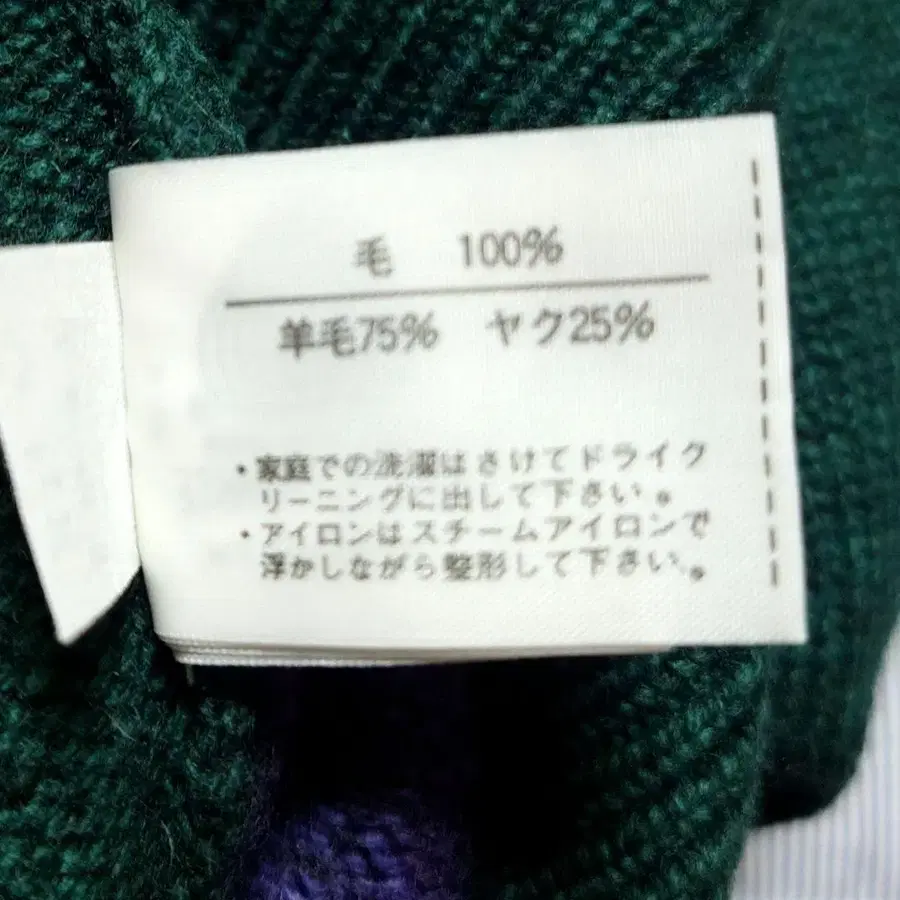 毛 100%
羊毛75% ヤク25%
・家庭での洗濯はさけてドライク
リーニングに出して下さい。
・アイロンはスチームアイロンで
浮かしながら整形して下さい。